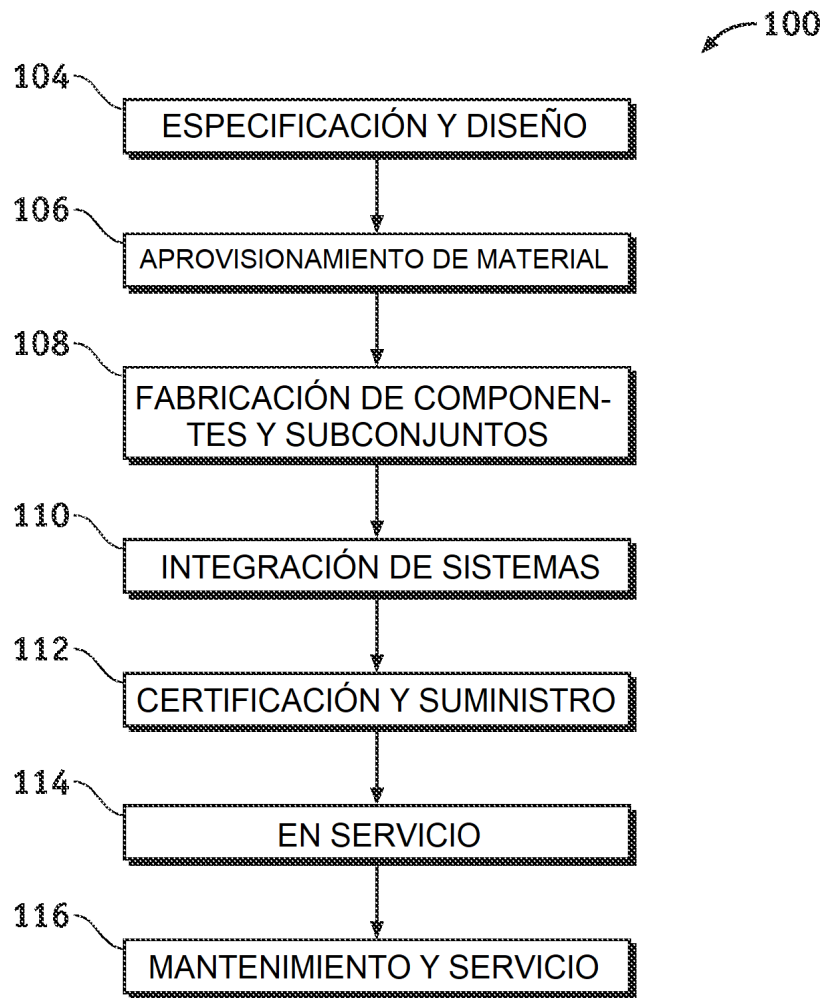 100
104
ESPECIFICACIÓN Y DISEÑO
106
APROVISIONAMIENTO DE MATERIAL
108
FABRICACIÓN DE COMPONEN-
TES Y SUBCONJUNTOS
110
INTEGRACIÓN DE SISTEMAS
112
CERTIFICACIÓN Y SUMINISTRO
114
EN SERVICIO
116
MANTENIMIENTO Y SERVICIO